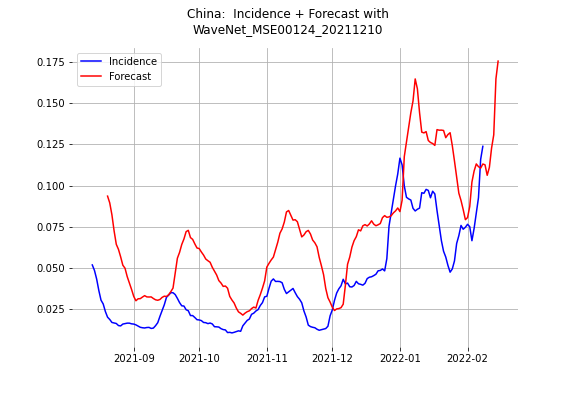 China:  Incidence + Forecast with
WaveNet_MSE00124_20211210
Incidence
Forecast
0.175
0.150
0.125
0.100
0.075
0.050
0.025
2021-09 2021-10 2021-11 2021-12 2022-01 2022-02